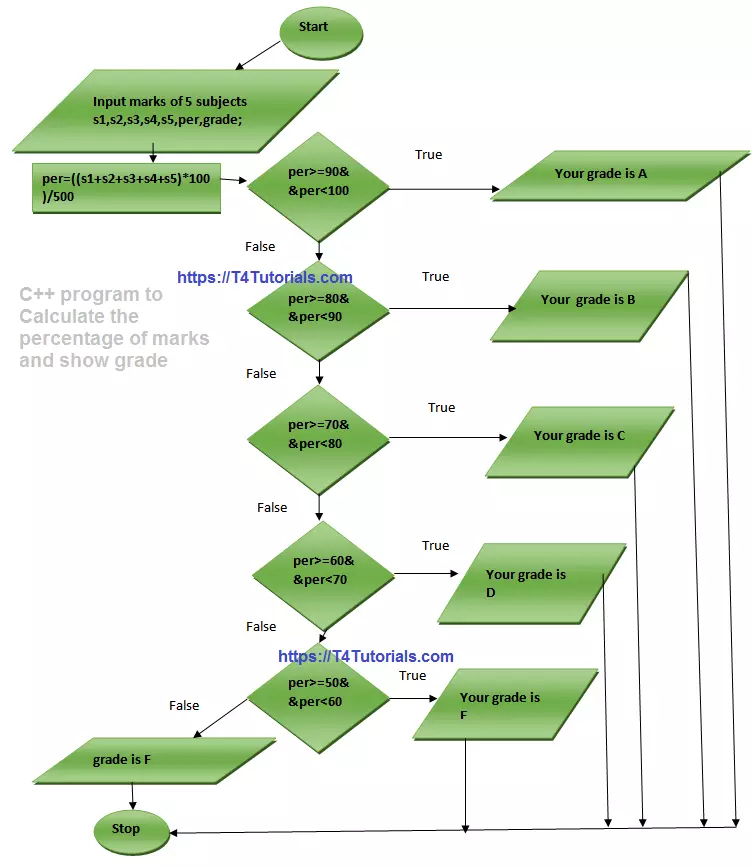 Start
Input marks of 5 subjects
s1,s2,s3,s4,s5,per,grade;
per=((s1+s2+s3+s4+s5)*100
)/500
per>=90&
&per<100
True
Your grade is A
False
https://T4Tutorials.com
C++ program to
Calculate the
percentage of marks
and show grade
per>=80&
&per<90
True
Your grade is B
False
per>=70&
&per<80
True
Your grade is C
False
per>=60&
&per<70
True
Your grade is
D
False
https://T4Tutorials.com
per>=50&
&per<60
True
Your grade is
False
grade is F
Stop